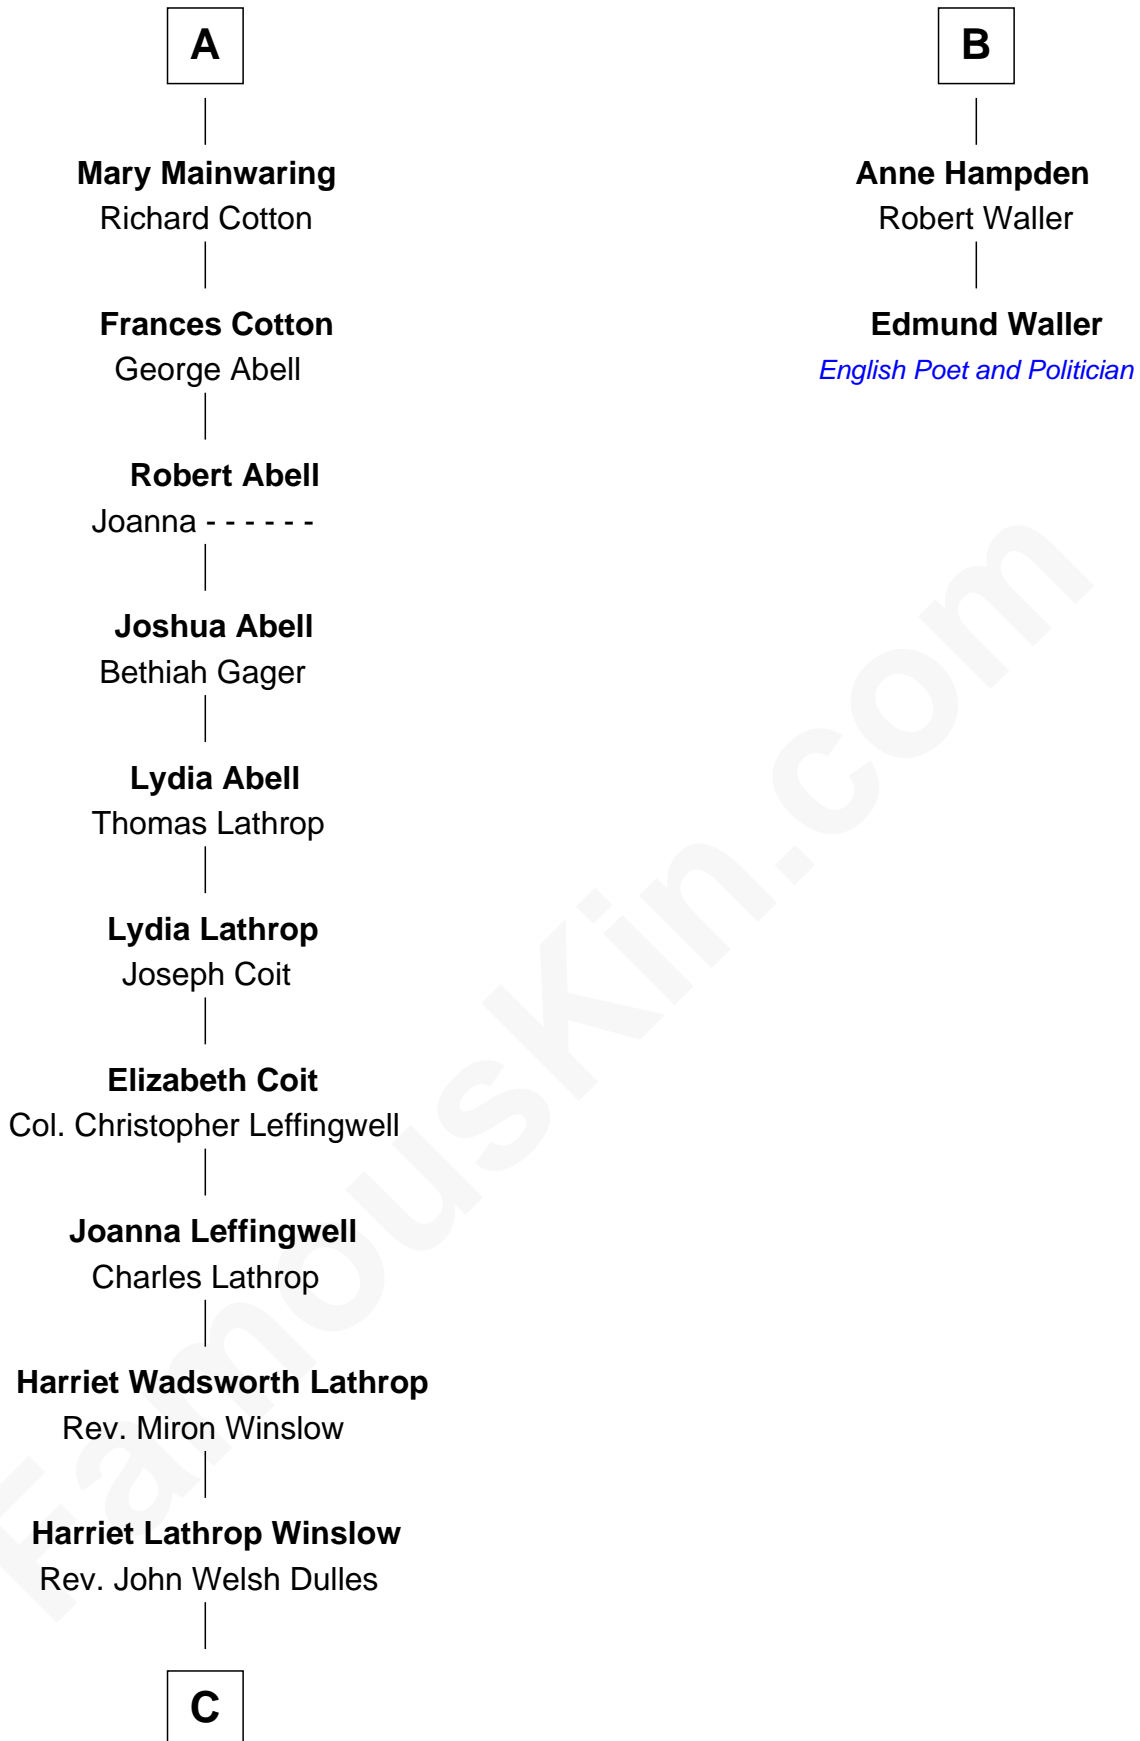 A
Mary Mainwaring
Richard Cotton
Frances Cotton
George Abell
Robert Abell
Joanna - - - - - -
Joshua Abell
Bethiah Gager
Lydia Abell
Thomas Lathrop
Lydia Lathrop
Joseph Coit
Elizabeth Coit
Col. Christopher Leffingwell
Joanna Leffingwell
Charles Lathrop
Harriet Wadsworth Lathrop
Rev. Miron Winslow
Harriet Lathrop Winslow
Rev. John Welsh Dulles
C
B
Anne Hampden
Robert Waller
Edmund Waller
English Poet and Politician
FamousKin.com